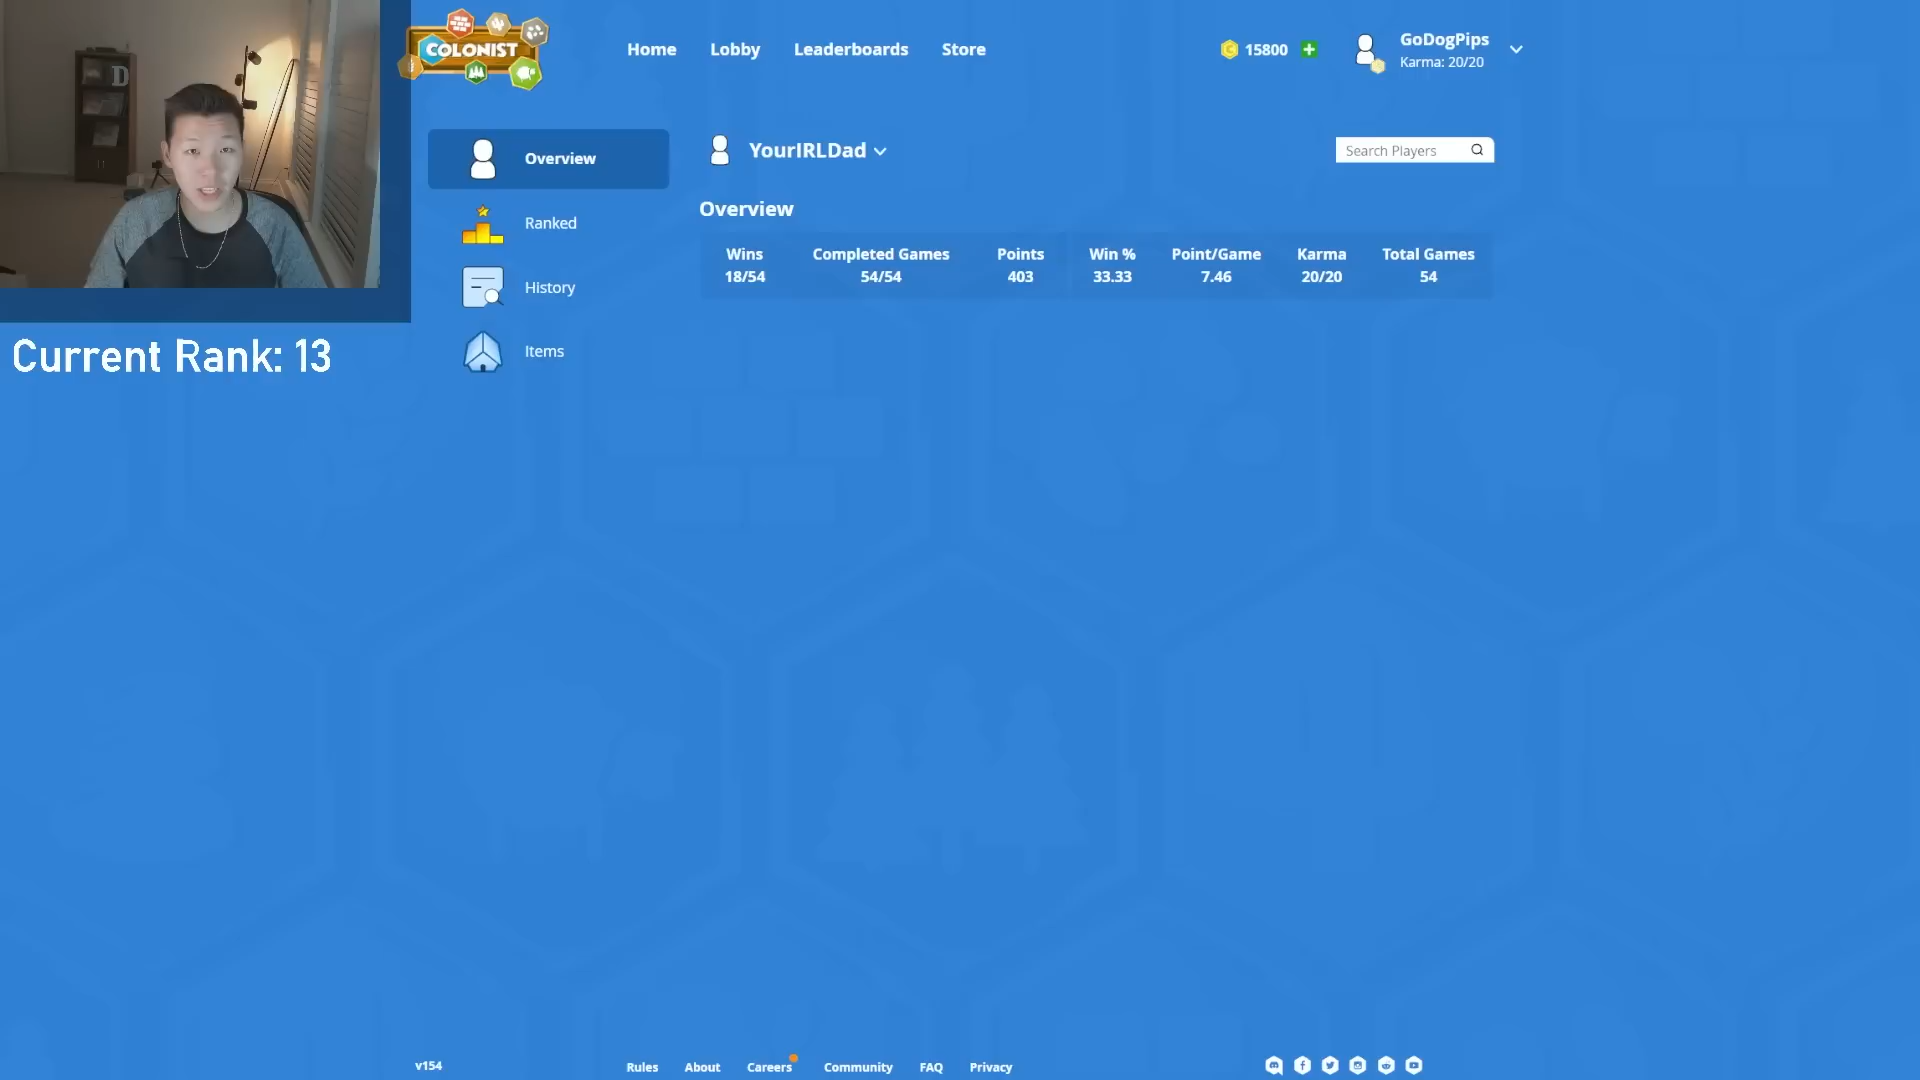 D
COLONIST
Home Lobby Leaderboards Store
15800
GoDogPips
Karma: 20/20
Overview
Ranked
History
Items
YourIRLDad
Search Players
Overview
Wins Completed Games Points Win % Point/Game Karma Total Games
18/54 54/54 403 33.33 7.46 20/20 54
Current Rank: 13
v154
Rules About Careers Community FAQ Privacy